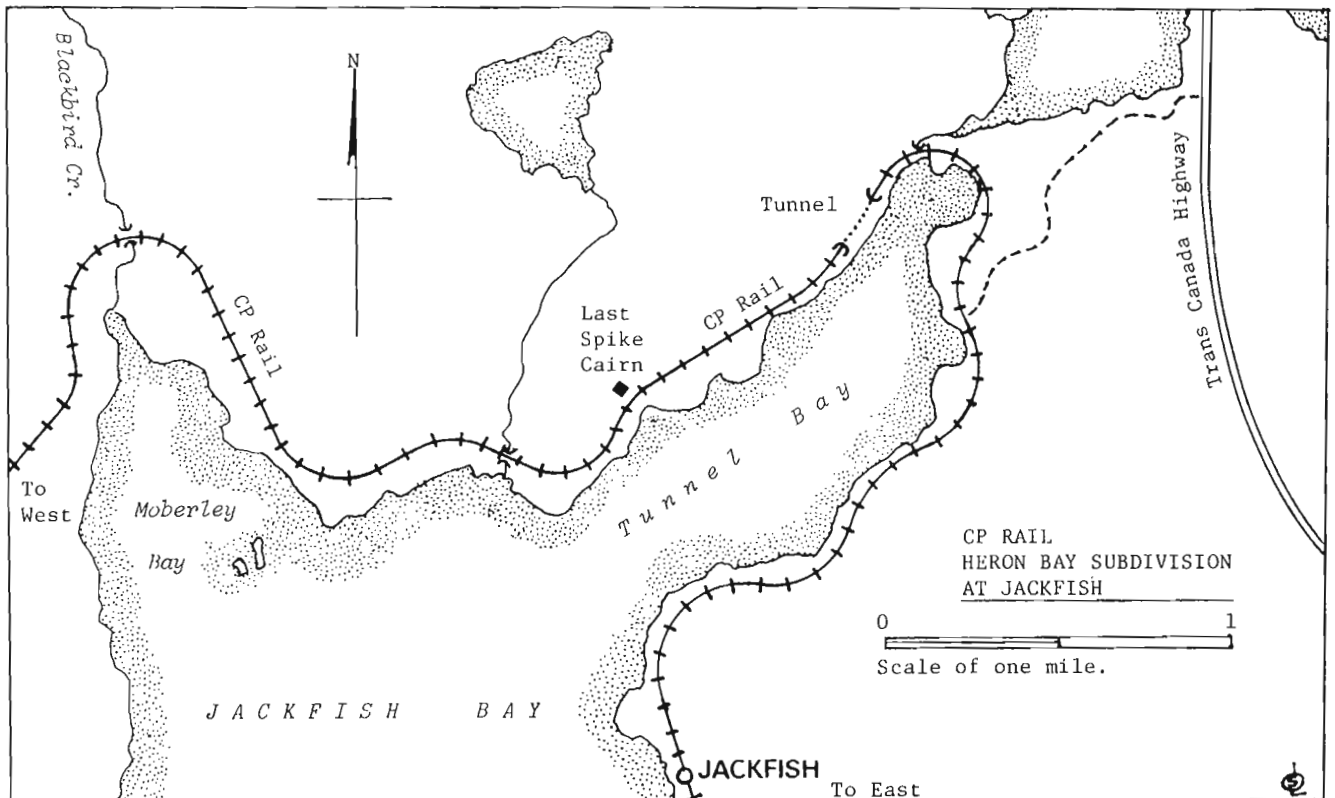 Blackbird Cr.
N
Trans Canada Highway
Tunnel
CP Rail
CP Rail
Last
Spike
Cairn
Tunnel Bay
To
West
Moberley
Bay
CP RAIL
HERON BAY SUBDIVISION
AT JACKFISH
0 1
Scale of one mile.
JACKFISH BAY
JACKFISH
To East